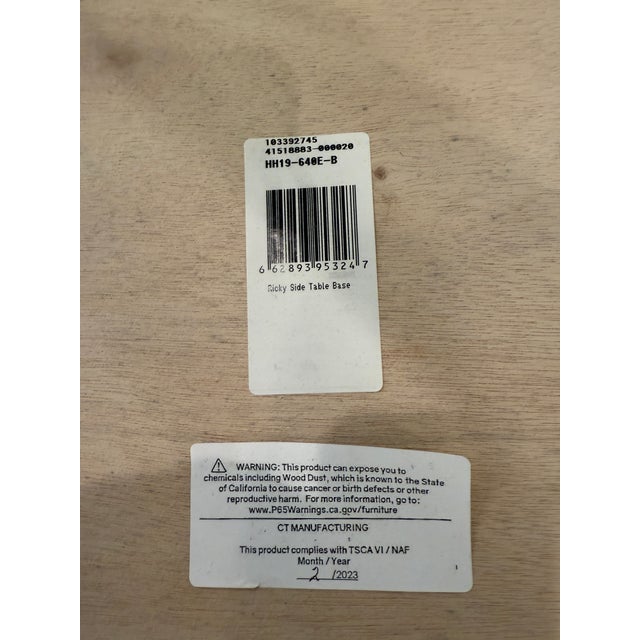 103392745
41518883-000020
HH19-640E-B
6 62893 95324 7
Ricky Side Table Base
WARNING: This product can expose you to
chemicals including Wood Dust, which is known to the State
of California to cause cancer or birth defects or other
reproductive harm. For more information, go to:
www.P65Warnings.ca.gov/furniture
CT MANUFACTURING
This product complies with TSCA VI / NAF
Month / Year
2 /2023